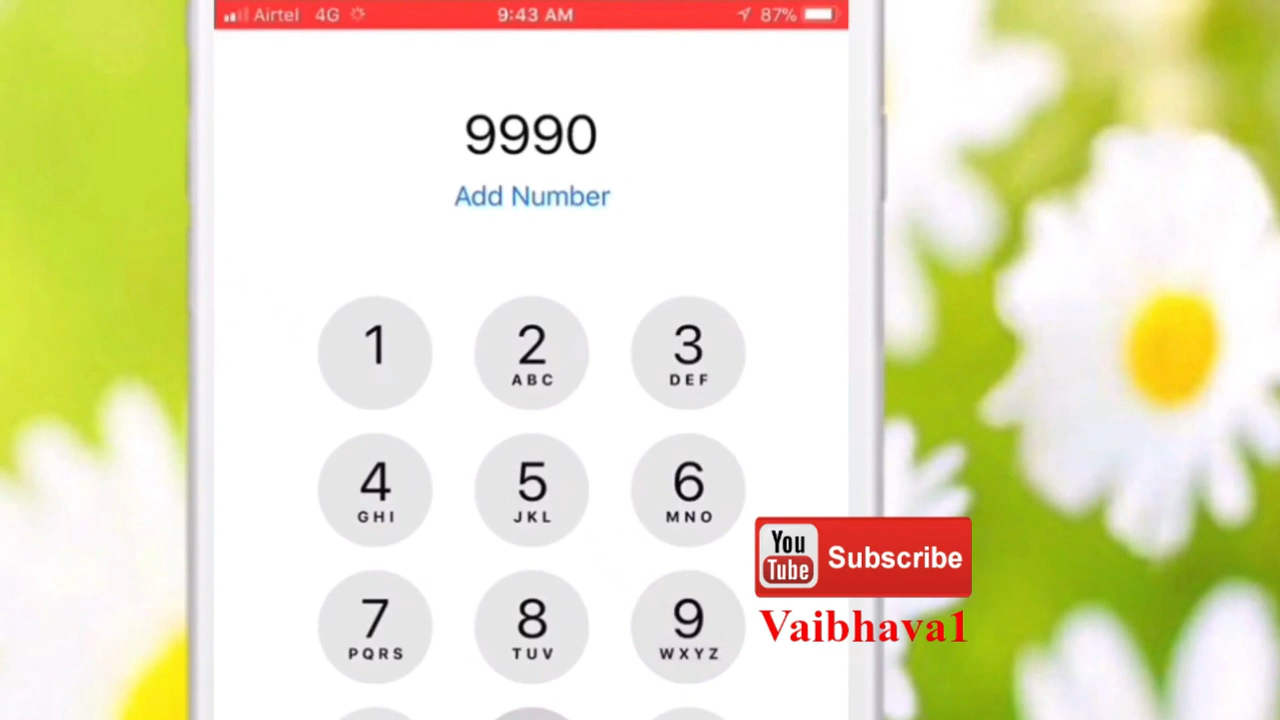 Airtel 4G 9:43 AM 87%
9990
Add Number
1 2 3
ABC DEF
4 5 6
GHI JKL MNO
7 8 9
PQRS TUV WXYZ
You
Tube
Subscribe
Vaibhava1